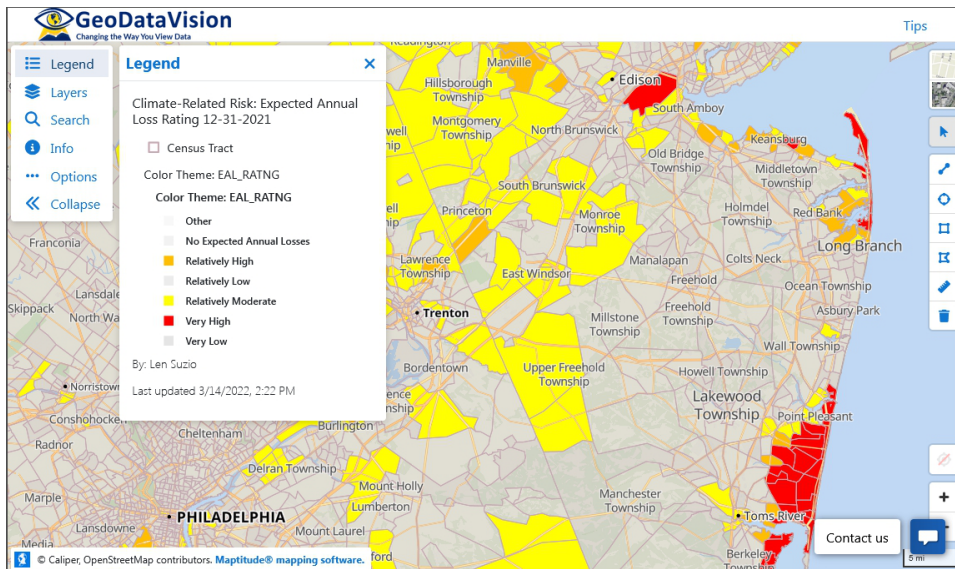 GeoDataVision
Changing the Way You View Data
Tips
Legend
Layers
Search
Info
Options
Collapse
Legend
Climate-Related Risk: Expected Annual
Loss Rating 12-31-2021
Census Tract
Color Theme: EAL_RATNG
Color Theme: EAL_RATNG
Other
No Expected Annual Losses
Relatively High
Relatively Low
Relatively Moderate
Very High
Very Low
By: Len Suzio
Last updated 3/14/2022, 2:22 PM
Readington
Manville
Hillsborough
Township
Edison
South Amboy
Montgomery
Township
North Brunswick
Keansburg
Old Bridge
Township
Middletown
Township
South Brunswick
Princeton
Monroe
Township
Holmdel
Township
Red Bank
Long Branch
Lawrence
Township
East Windsor
Manalapan
Colts Neck
Freehold
Ocean Township
Franconia
Skippack
Lansdale
North Wa
Trenton
Millstone
Township
Freehold
Township
Asbury Park
Wall Township
Bordentown
Upper Freehold
Township
Howell Township
Norristown
Lakewood
Township
Point Pleasant
Conshohocken
Cheltenham
Burlington
Radnor
Delran Township
Mount Holly
Lumberton
Manchester
Township
Marple
PHILADELPHIA
Mount Laurel
Toms River
Lansdowne
Media
Berkeley
Township
Contact us
5 mi
© Caliper, OpenStreetMap contributors. Maptitude® mapping software.